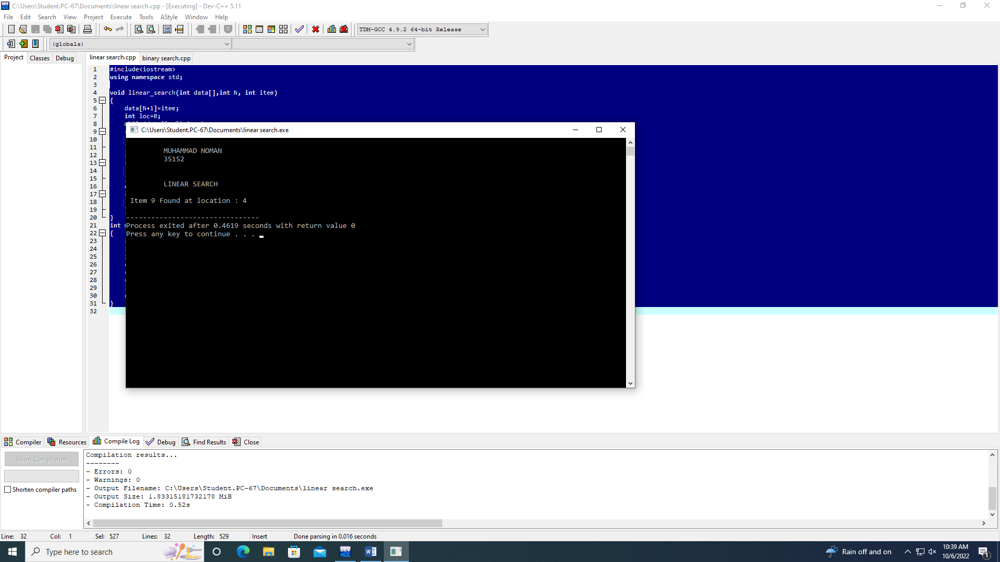 C:\Users\Student.PC-67\Documents\linear search.cpp - [Executing] - Dev-C++ 5.11
File Edit Search View Project Execute Tools AStyle Window Help
TDM-GCC 4.9.2 64-bit Release
(globals)
Project Classes Debug
linear search.cpp binary search.cpp
1 #include<iostream>
2 using namespace std;
3
4 void linear_search(int data[],int N, int item)
5 {
6 data[N+1]=item;
7 int loc=0;
8
9
10
11
12
13
14
15
16
17
18
19
20 }
21 int
22 {
23
24
25
26
27
28
29
30
31 }
32
C:\Users\Student.PC-67\Documents\linear search.exe
MUHAMMAD NOMAN
35152
LINEAR SEARCH
Item 9 Found at location : 4
--------------------------------
Process exited after 0.4619 seconds with return value 0
Press any key to continue . . .
Compiler Resources Compile Log Debug Find Results Close
Abort Compilation
Shorten compiler paths
Compilation results...
--------
- Errors: 0
- Warnings: 0
- Output Filename: C:\Users\Student.PC-67\Documents\linear search.exe
- Output Size: 1.83315181732178 MiB
- Compilation Time: 0.52s
Line: 32 Col: 1 Sel: 527 Lines: 32 Length: 529 Insert Done parsing in 0.016 seconds
Type here to search
DEV
Rain off and on
10:39 AM
10/6/2022
1